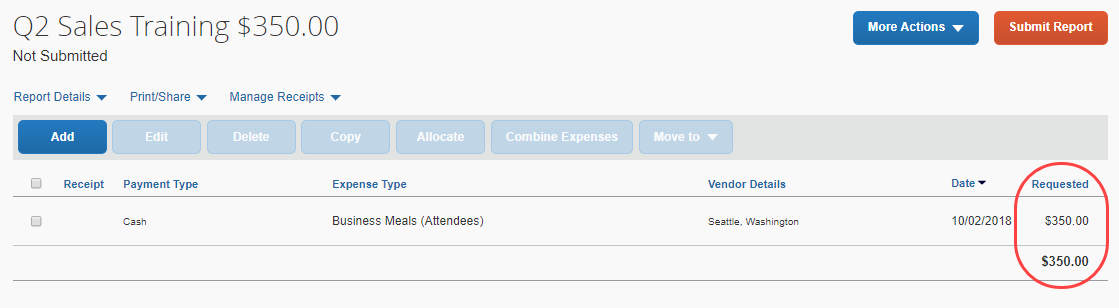 Q2 Sales Training $350.00
Not Submitted
More Actions
Submit Report
Report Details Print/Share Manage Receipts
Add Edit Delete Copy Allocate Combine Expenses Move to
Receipt Payment Type Expense Type Vendor Details Date Requested
Cash Business Meals (Attendees) Seattle, Washington 10/02/2018 $350.00
$350.00